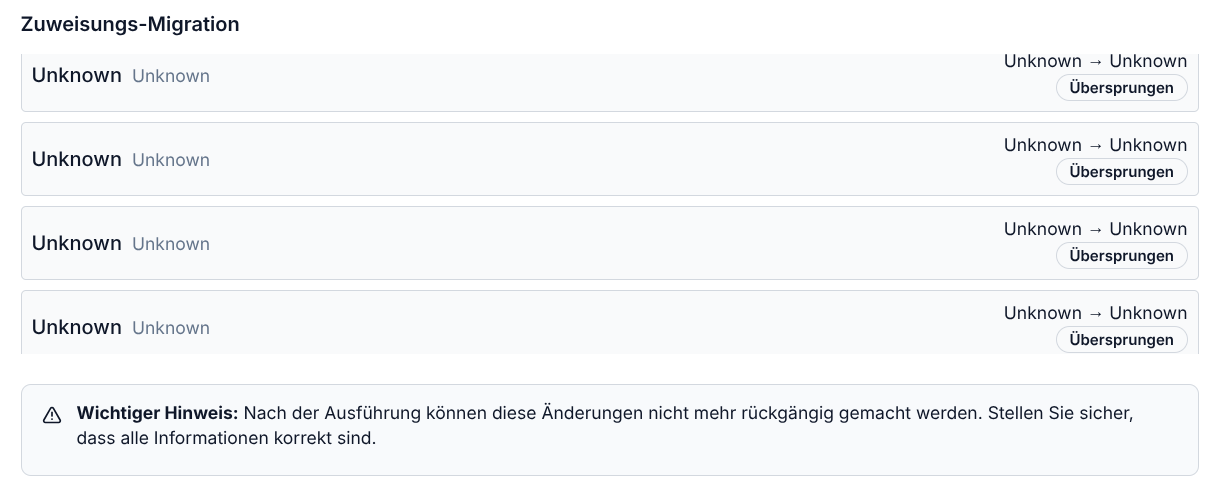 Zuweisungs-Migration
Unknown Unknown Unknown → Unknown
Übersprungen
Unknown Unknown Unknown → Unknown
Übersprungen
Unknown Unknown Unknown → Unknown
Übersprungen
Unknown Unknown Unknown → Unknown
Übersprungen
Wichtiger Hinweis: Nach der Ausführung können diese Änderungen nicht mehr rückgängig gemacht werden. Stellen Sie sicher,
dass alle Informationen korrekt sind.